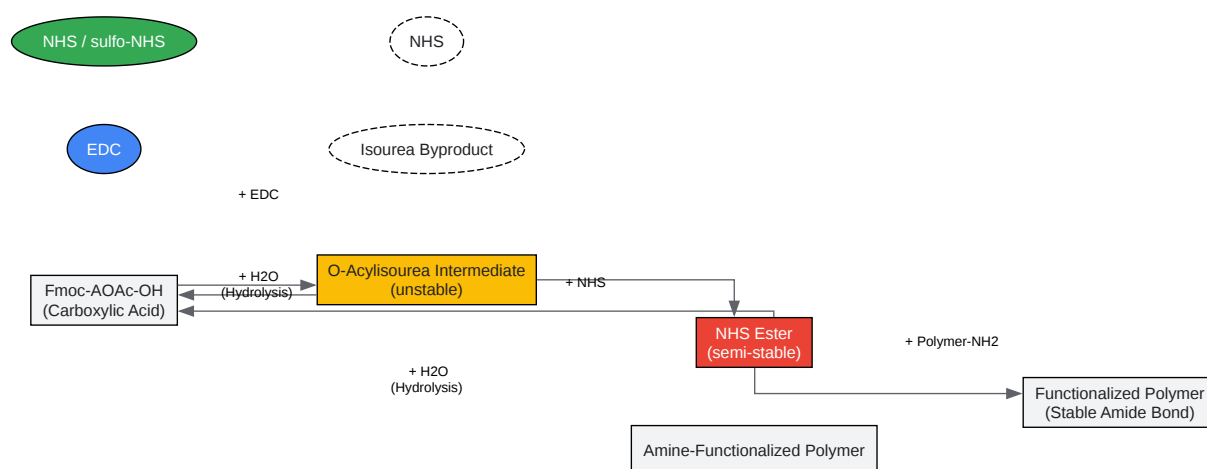 NHS / sulfo-NHS
NHS
EDC
Isourea Byproduct
+ EDC
O-Acylisourea Intermediate
(unstable)
+ H2O
(Hydrolysis)
+ NHS
Fmoc-AOAc-OH
(Carboxylic Acid)
NHS Ester
(semi-stable)
+ Polymer-NH2
+ H2O
(Hydrolysis)
Functionalized Polymer
(Stable Amide Bond)
Amine-Functionalized Polymer